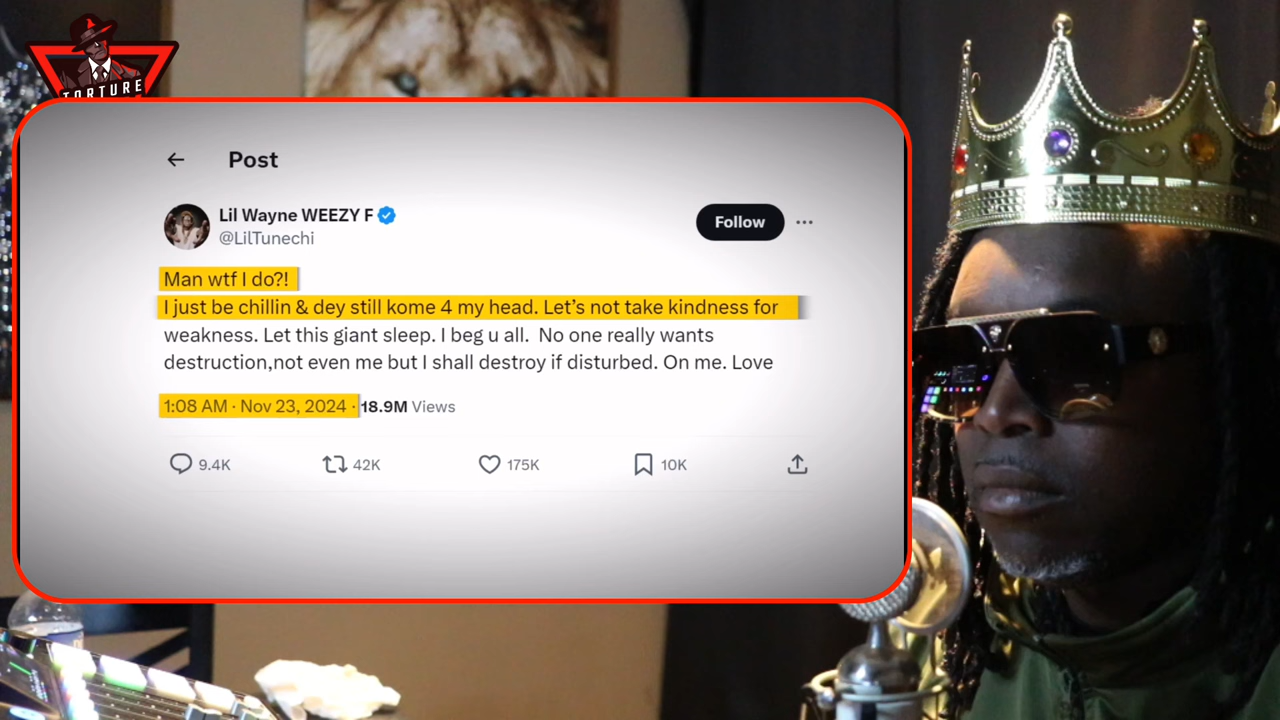 TORTURE
Post
Lil Wayne WEEZY F
@LilTunechi
Follow
Man wtf I do?!
I just be chillin & dey still kome 4 my head. Let’s not take kindness for
weakness. Let this giant sleep. I beg u all.  No one really wants
destruction,not even me but I shall destroy if disturbed. On me. Love
1:08 AM · Nov 23, 2024 · 18.9M Views
9.4K
42K
175K
10K